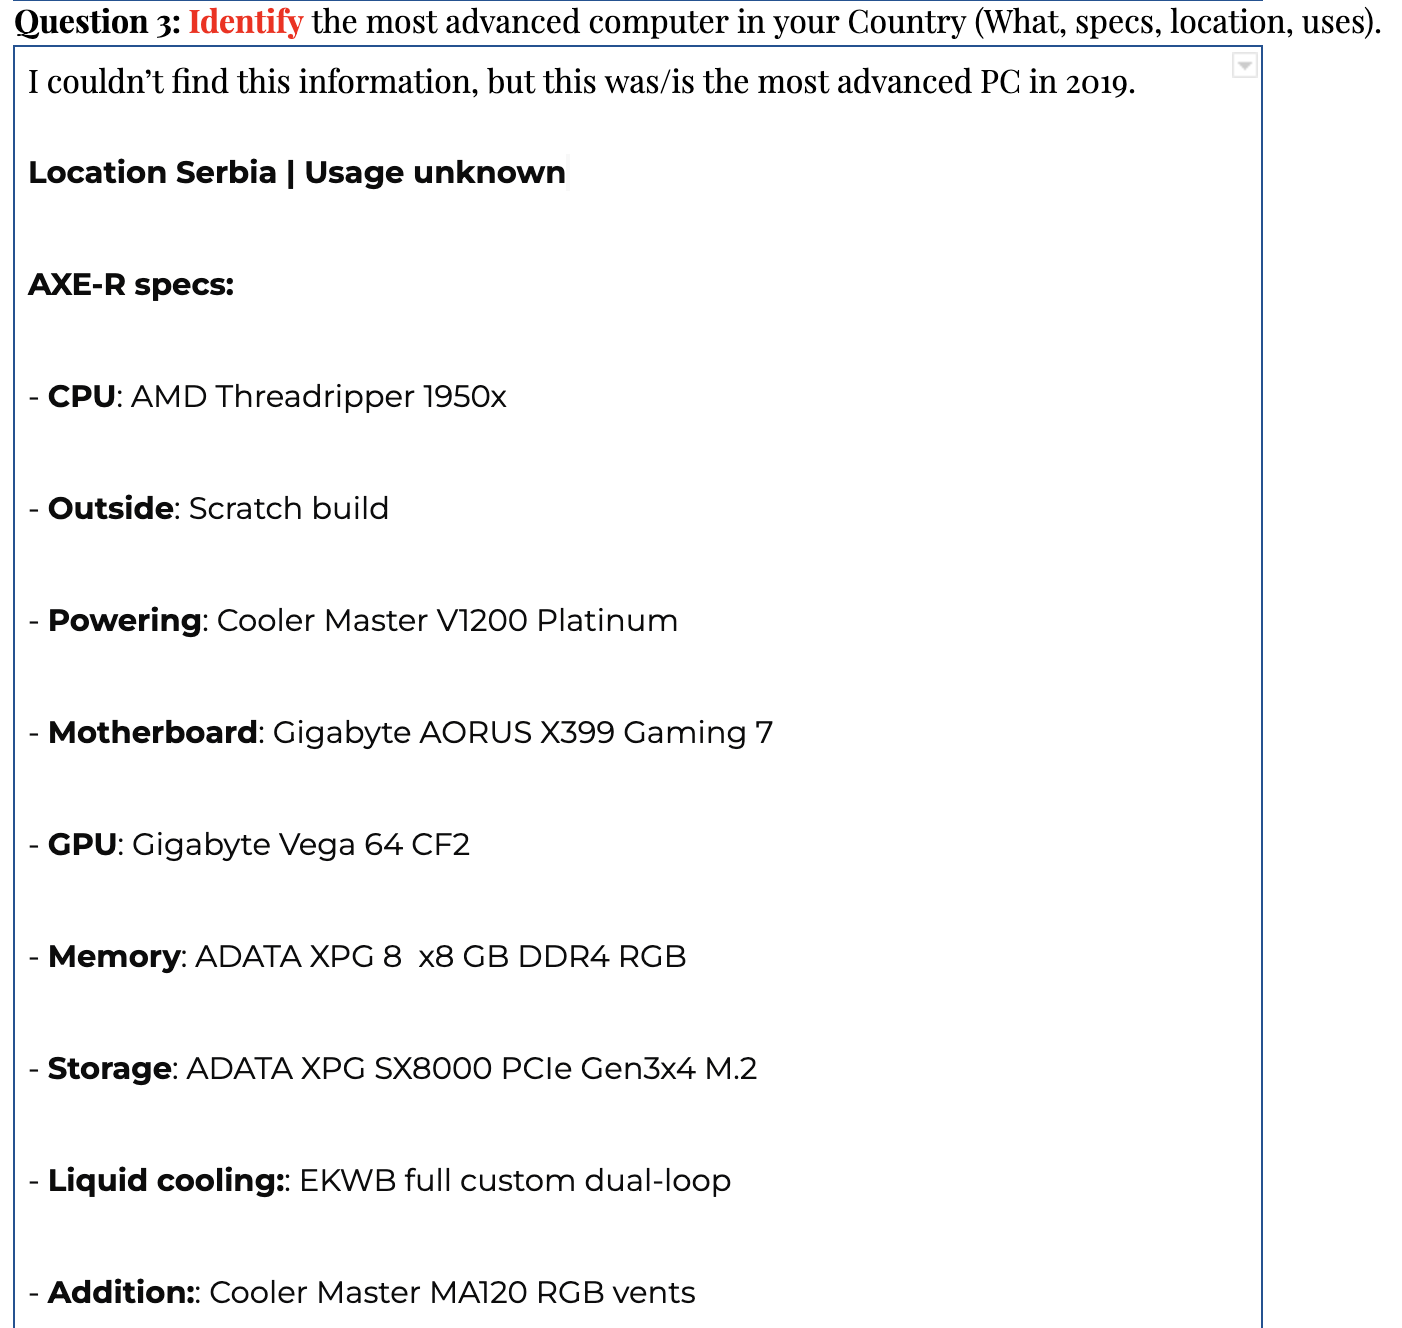 Question 3: Identify the most advanced computer in your Country (What, specs, location, uses).
I couldn’t find this information, but this was/is the most advanced PC in 2019.
Location Serbia | Usage unknown
AXE-R specs:
- CPU: AMD Threadripper 1950x
- Outside: Scratch build
- Powering: Cooler Master V1200 Platinum
- Motherboard: Gigabyte AORUS X399 Gaming 7
- GPU: Gigabyte Vega 64 CF2
- Memory: ADATA XPG 8  x8 GB DDR4 RGB
- Storage: ADATA XPG SX8000 PCIe Gen3x4 M.2
- Liquid cooling:: EKWB full custom dual-loop
- Addition:: Cooler Master MA120 RGB vents